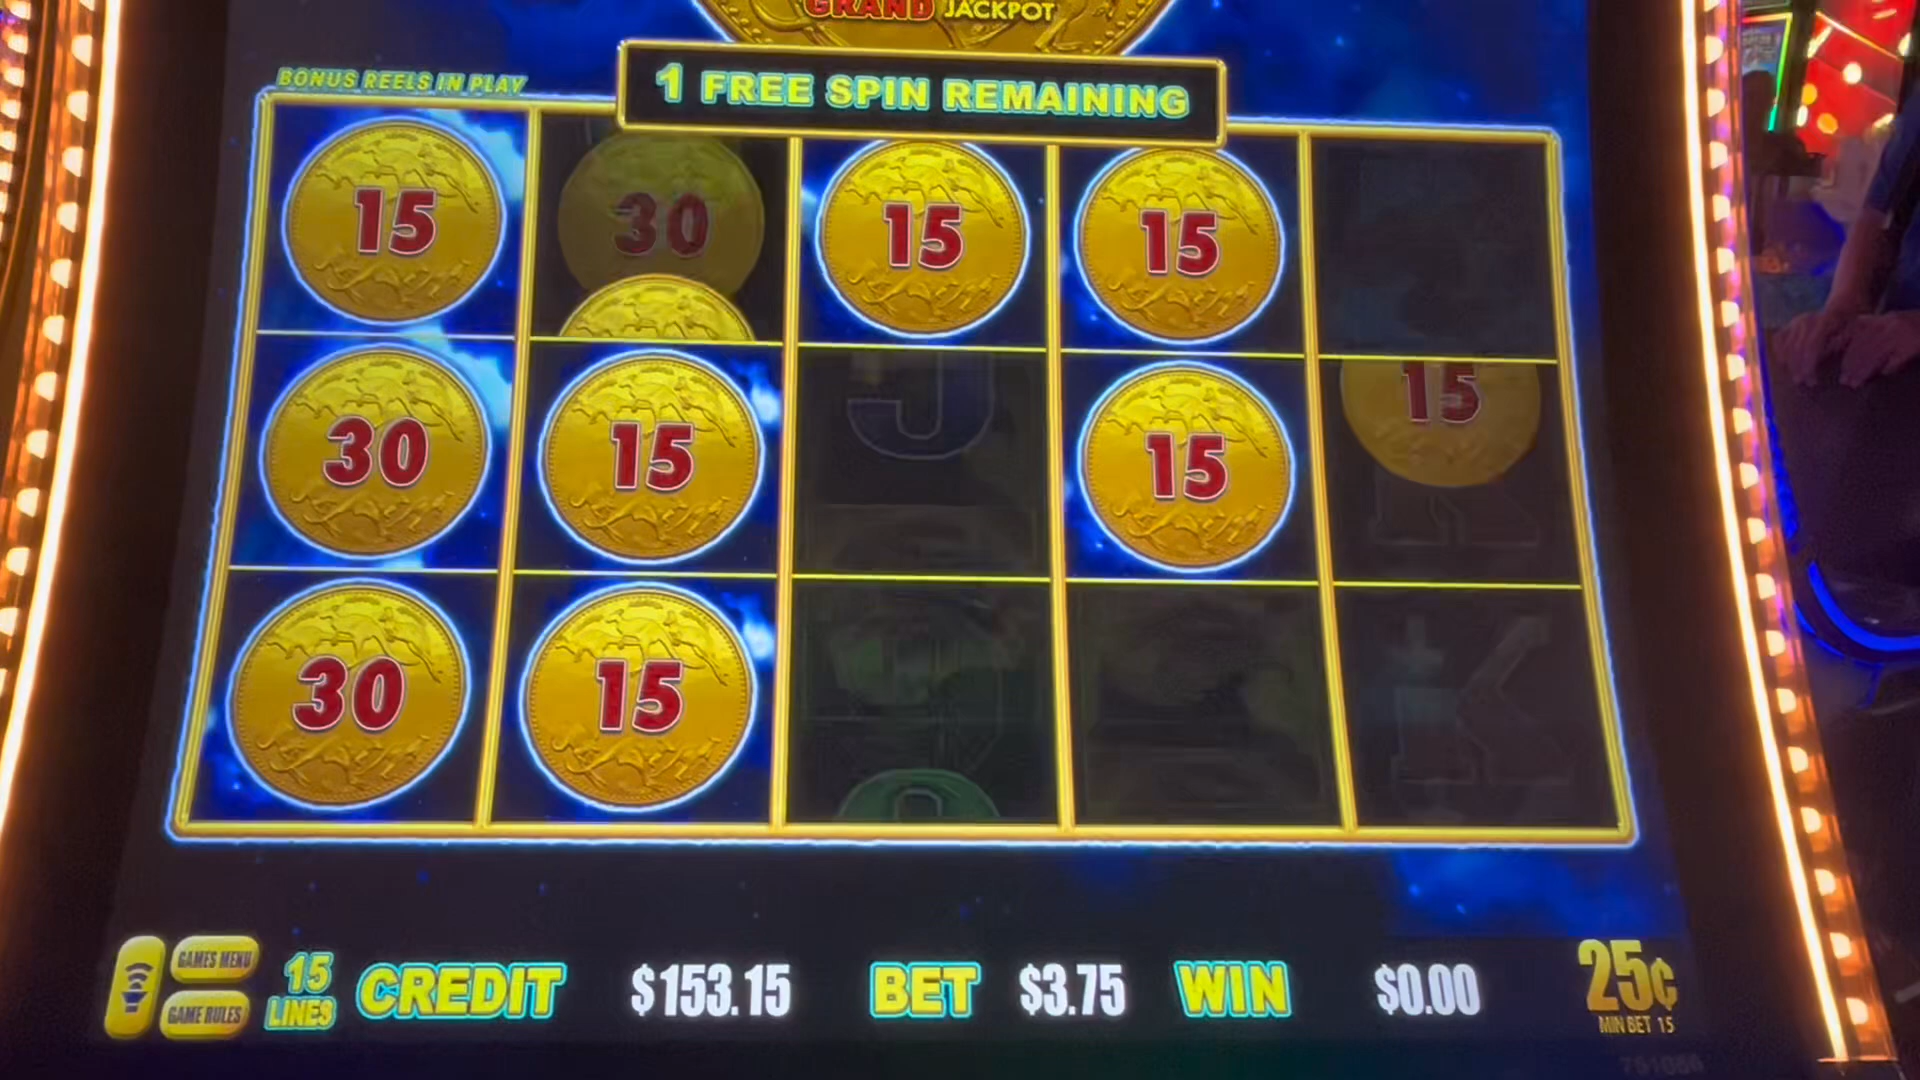 GRAND JACKPOT
1 FREE SPIN REMAINING
BONUS REELS IN PLAY
15 30 15 15
30 15 J 15 15
30 15 K
GAMES MENU
GAME RULES
15 LINES
CREDIT $153.15 BET $3.75 WIN $0.00
25¢
MIN BET 15